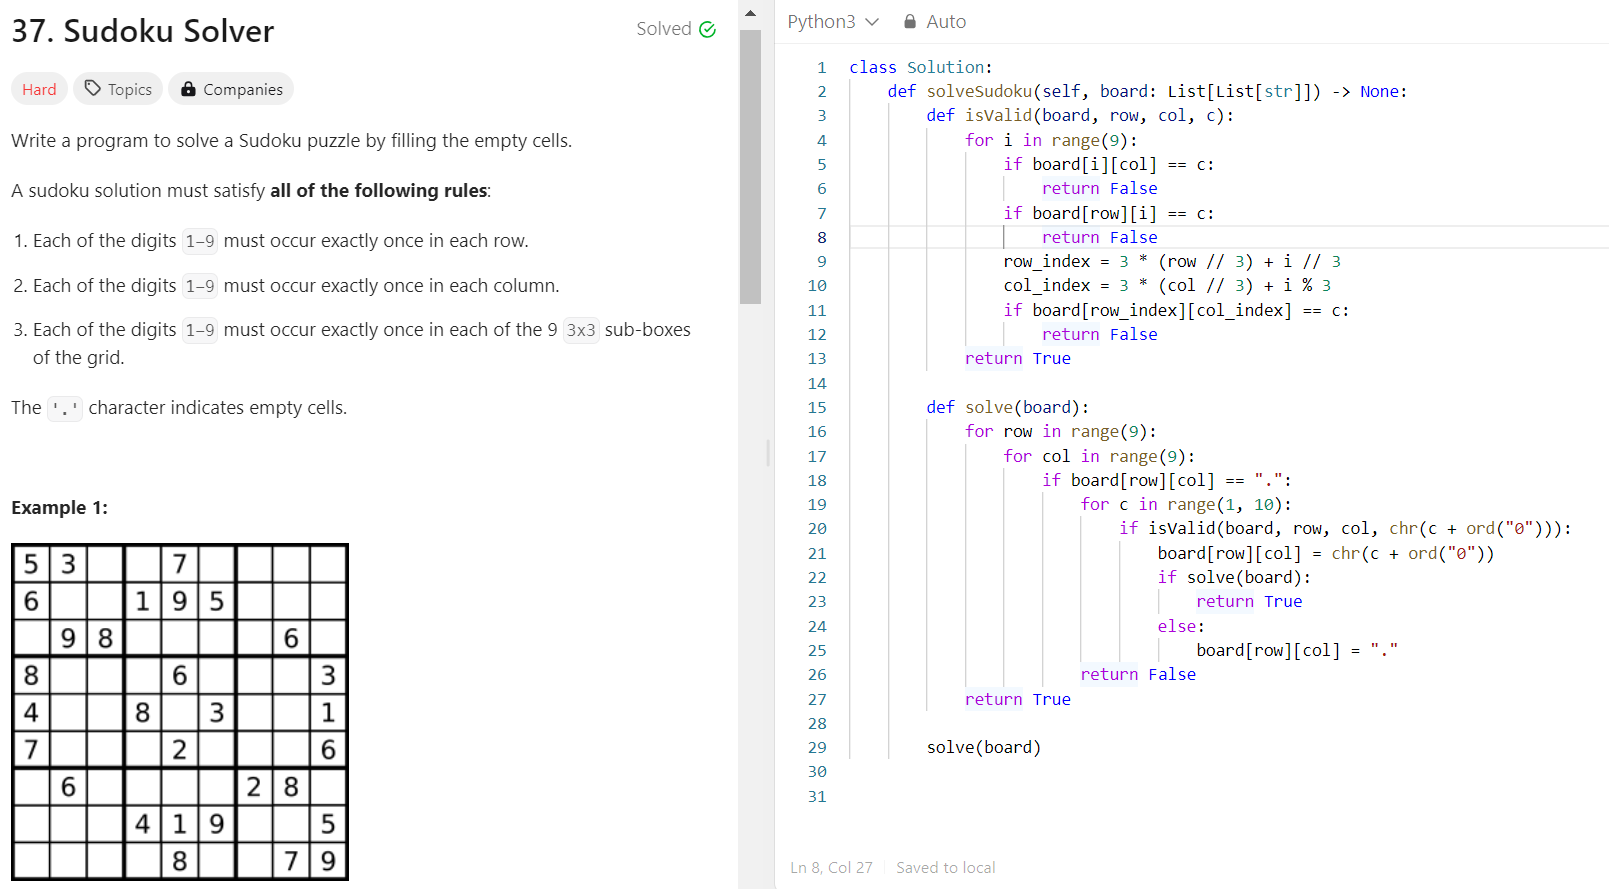 37. Sudoku Solver
Solved
Hard
Topics
Companies
Write a program to solve a Sudoku puzzle by filling the empty cells.
A sudoku solution must satisfy all of the following rules:
1. Each of the digits 1-9 must occur exactly once in each row.
2. Each of the digits 1-9 must occur exactly once in each column.
3. Each of the digits 1-9 must occur exactly once in each of the 9 3x3 sub-boxes
of the grid.
The '.' character indicates empty cells.
Example 1:
5 3 7
6 1 9 5
9 8 6
8 6 3
4 8 3 1
7 2 6
6 2 8
4 1 9 5
8 7 9
Python3
Auto
1 class Solution:
2     def solveSudoku(self, board: List[List[str]]) -> None:
3         def isValid(board, row, col, c):
4             for i in range(9):
5                 if board[i][col] == c:
6                     return False
7                 if board[row][i] == c:
8                     return False
9                 row_index = 3 * (row // 3) + i // 3
10                 col_index = 3 * (col // 3) + i % 3
11                 if board[row_index][col_index] == c:
12                     return False
13             return True
14
15         def solve(board):
16             for row in range(9):
17                 for col in range(9):
18                     if board[row][col] == ".":
19                         for c in range(1, 10):
20                             if isValid(board, row, col, chr(c + ord("0"))):
21                                 board[row][col] = chr(c + ord("0"))
22                                 if solve(board):
23                                     return True
24                                 else:
25                                     board[row][col] = "."
26                         return False
27             return True
28
29         solve(board)
30
31
Ln 8, Col 27
Saved to local